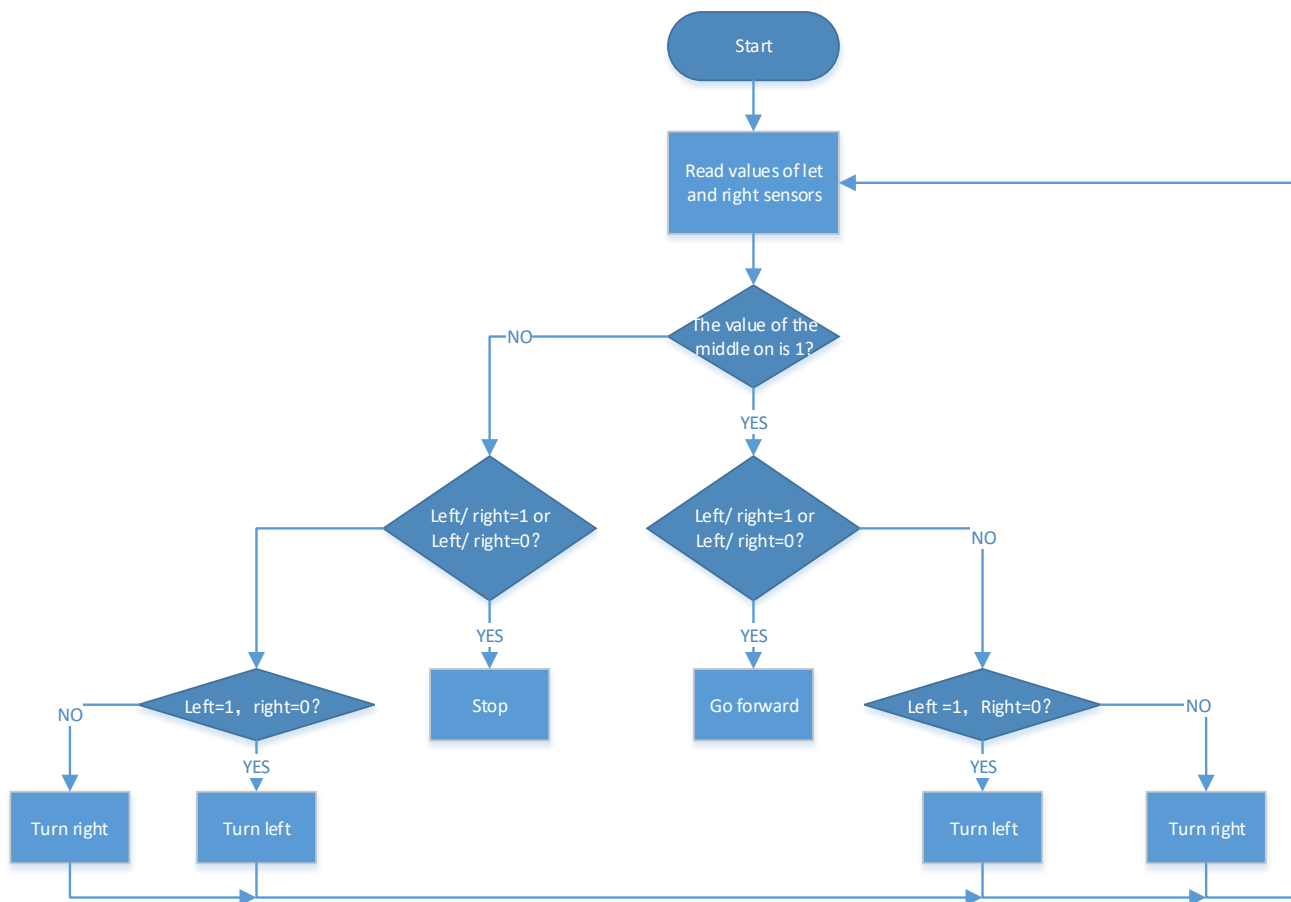 Start
Read values of let
and right sensors
The value of the
middle on is 1?
NO
YES
Left/ right=1 or
Left/ right=0?
Left/ right=1 or
Left/ right=0?
NO
YES
YES
Left=1，right=0?
Stop
Go forward
Left =1，Right=0?
NO
NO
YES
YES
Turn right
Turn left
Turn left
Turn right